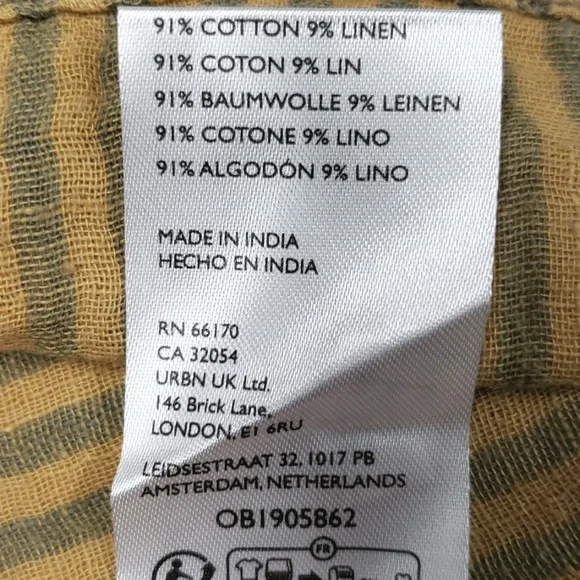 91% COTTON 9% LINEN
91% COTON 9% LIN
91% BAUMWOLLE 9% LEINEN
91% COTONE 9% LINO
91% ALGODÓN 9% LINO
MADE IN INDIA
HECHO EN INDIA
RN 66170
CA 32054
URBN UK Ltd.
146 Brick Lane,
LONDON, E1 6RU
LEIDSESTRAAT 32, 1017 PB
AMSTERDAM, NETHERLANDS
OB1905862
FR